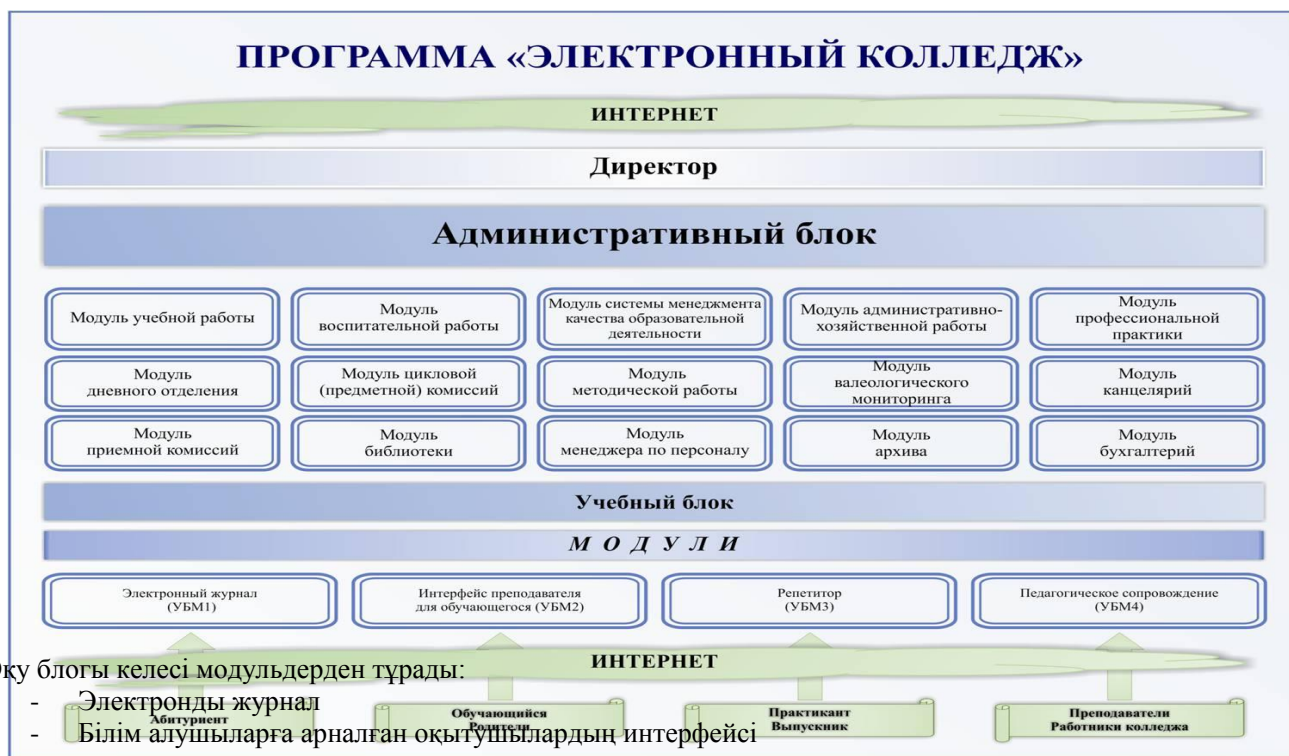 ПРОГРАММА «ЭЛЕКТРОННЫЙ КОЛЛЕДЖ»
ИНТЕРНЕТ
Директор
Административный блок
Модуль учебной работы
Модуль
воспитательной работы
Модуль системы менеджмента
качества образовательной
деятельности
Модуль административно-
хозяйственной работы
Модуль
профессиональной
практики
Модуль
дневного отделения
Модуль цикловой
(предметной) комиссий
Модуль
методической работы
Модуль
валеологического
мониторинга
Модуль
канцелярий
Модуль
приемной комиссий
Модуль
библиотеки
Модуль
менеджера по персоналу
Модуль
архива
Модуль
бухгалтерий
Учебный блок
М О Д У Л И
Электронный журнал
(УБМ1)
Интерфейс преподавателя
для обучающегося (УБМ2)
Репетитор
(УБМ3)
Педагогическое сопровождение
(УБМ4)
ИНТЕРНЕТ
Оқу блогы келесі модульдерден тұрады:
- Электронды журнал
- Білім алушыларға арналған оқытушылардың интерфейсі
Абитуриент
Обучающийся
Родители
Практикант
Выпускник
Преподаватели
Работники колледжа